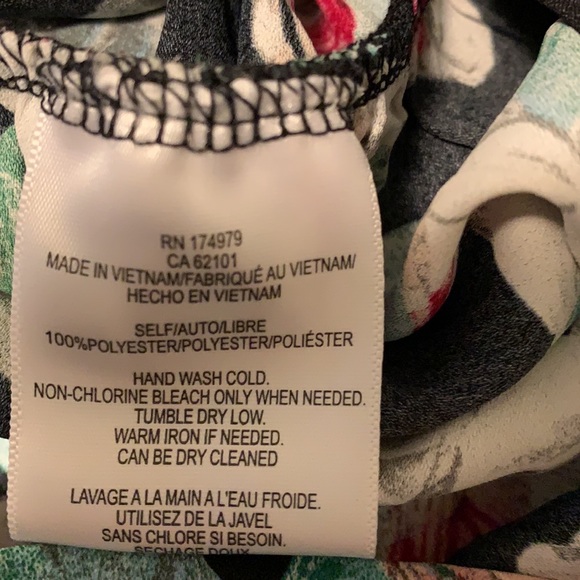 RN 174979
CA 62101
MADE IN VIETNAM/FABRIQUÉ AU VIETNAM/
HECHO EN VIETNAM
SELF/AUTO/LIBRE
100%POLYESTER/POLYESTER/POLIÉSTER
HAND WASH COLD.
NON-CHLORINE BLEACH ONLY WHEN NEEDED.
TUMBLE DRY LOW.
WARM IRON IF NEEDED.
CAN BE DRY CLEANED
LAVAGE A LA MAIN A L'EAU FROIDE.
UTILISEZ DE LA JAVEL
SANS CHLORE SI BESOIN.
SECHAGE DOUX